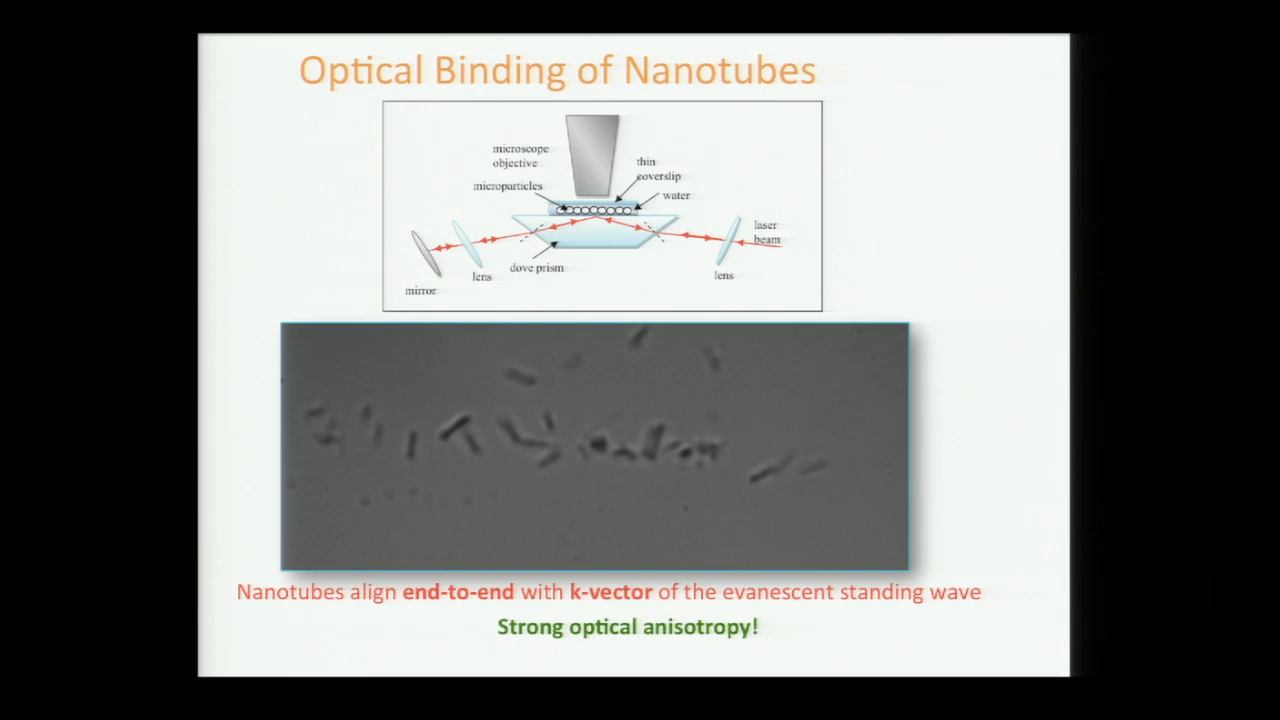 Optical Binding of Nanotubes
microscope
objective
microparticles
thin
coverslip
water
laser
beam
lens
dove prism
lens
mirror
Nanotubes align end-to-end with k-vector of the evanescent standing wave
Strong optical anisotropy!